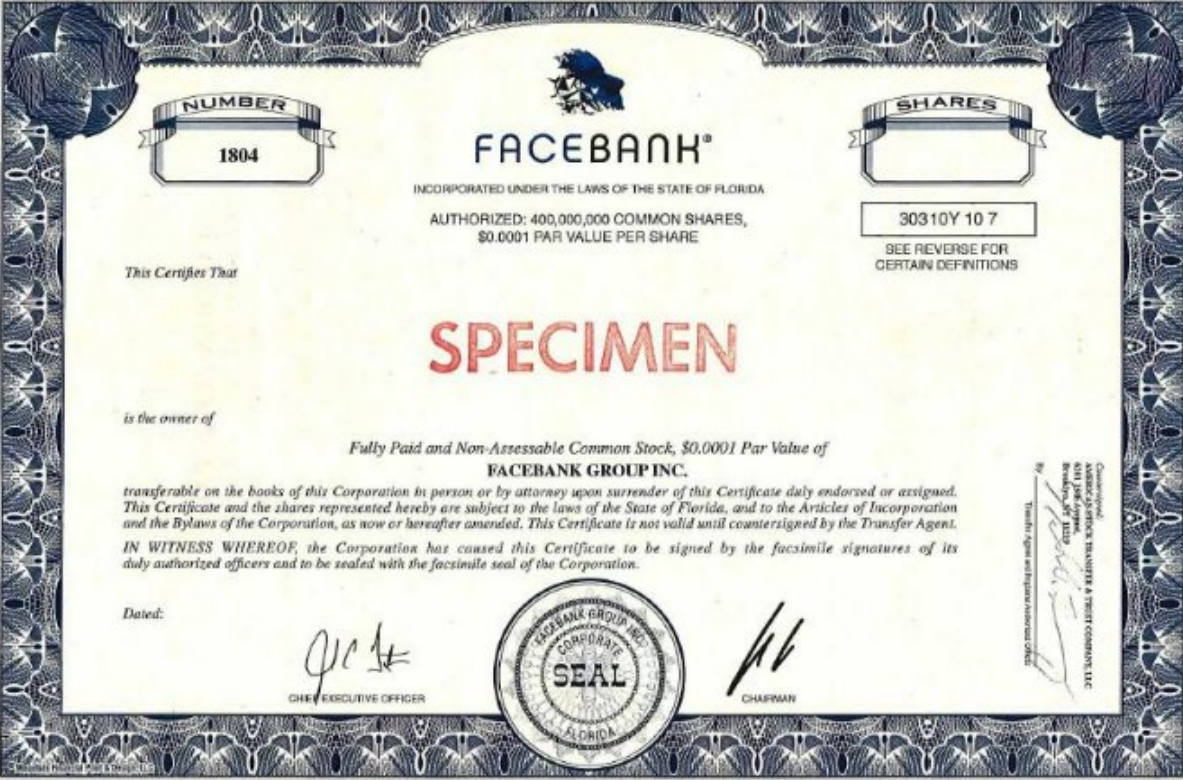 NUMBER
1804
FACEBANK®
INCORPORATED UNDER THE LAWS OF THE STATE OF FLORIDA
AUTHORIZED: 400,000,000 COMMON SHARES,
$0.0001 PAR VALUE PER SHARE
SHARES
30310Y 10 7
SEE REVERSE FOR
CERTAIN DEFINITIONS
This Certifies That
SPECIMEN
is the owner of
Fully Paid and Non-Assessable Common Stock, $0.0001 Par Value of
FACEBANK GROUP INC.
transferable on the books of this Corporation in person or by attorney upon surrender of this Certificate duly endorsed or assigned.
This Certificate and the shares represented hereby are subject to the laws of the State of Florida, and to the Articles of Incorporation
and the Bylaws of the Corporation, as now or hereafter amended. This Certificate is not valid until countersigned by the Transfer Agent.
IN WITNESS WHEREOF, the Corporation has caused this Certificate to be signed by the facsimile signatures of its
duly authorized officers and to be sealed with the facsimile seal of the Corporation.
Dated:
CHIEF EXECUTIVE OFFICER
FACEBANK GROUP INC.
CORPORATE
SEAL
FLORIDA
CHAIRMAN
Countersigned:
AMERICAN STOCK TRANSFER & TRUST COMPANY, LLC
By
Transfer Agent and Registrar Authorized Officer